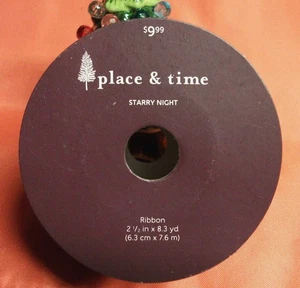 $9.99
place & time
STARRY NIGHT
Ribbon
2 1/2 in x 8.3 yd
(6.3 cm x 7.6 m)